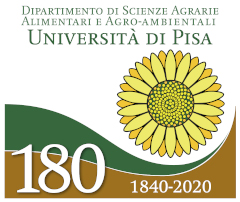 Dipartimento di Scienze Agrarie
Alimentari e Agro-ambientali
Università di Pisa
180
1840-2020